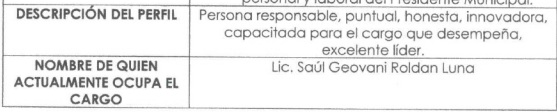 personal y laboral del Presidente Municipal.
DESCRIPCIÓN DEL PERFIL
Persona responsable, puntual, honesta, innovadora,
capacitada para el cargo que desempeña,
excelente líder.
NOMBRE DE QUIEN
ACTUALMENTE OCUPA EL
CARGO
Lic. Saúl Geovani Roldan Luna